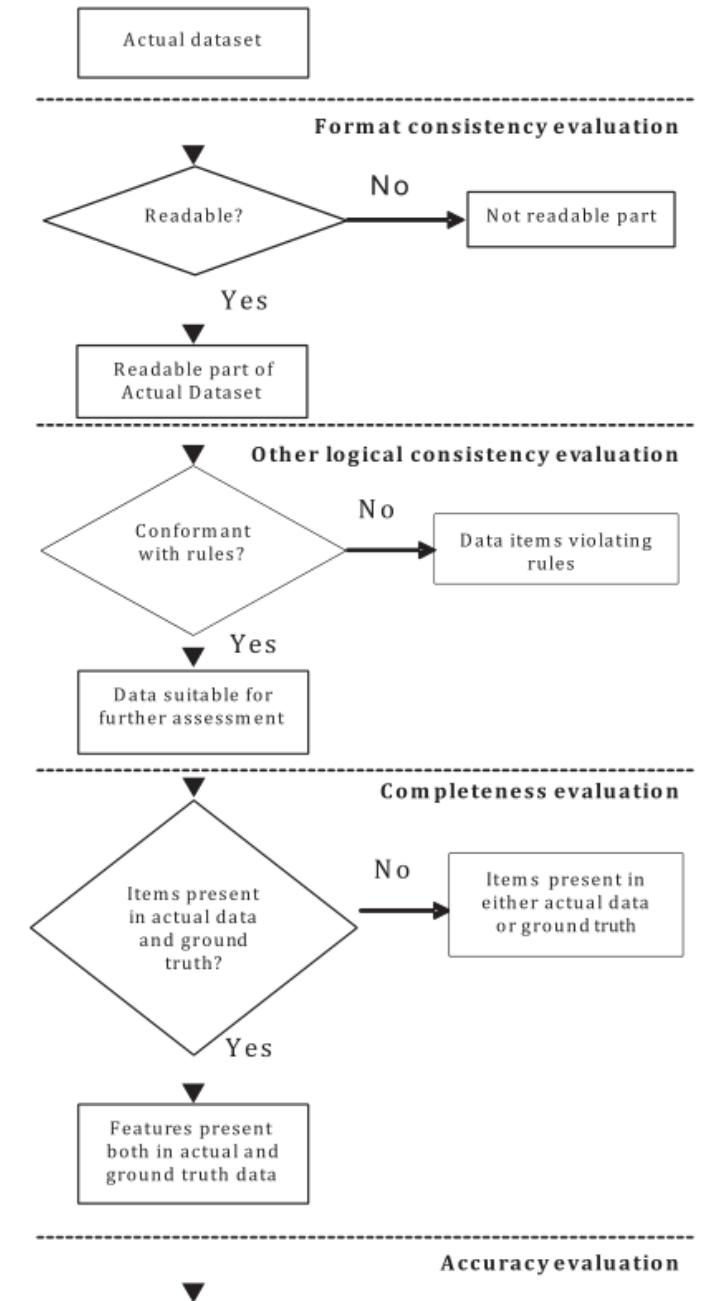 Actual dataset
Format consistency evaluation
No
Readable?
Not readable part
Yes
Readable part of
Actual Dataset
Other logical consistency evaluation
No
Conformant
with rules?
Data items violating
rules
Yes
Data suitable for
further assessment
Completeness evaluation
No
Items present
in actual data
and ground
truth?
Items present in
either actual data
or ground truth
Yes
Features present
both in actual and
ground truth data
Accuracy evaluation